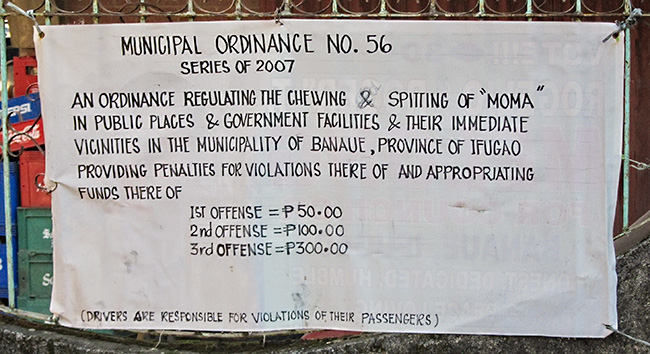 MUNICIPAL ORDINANCE NO. 56
SERIES OF 2007
AN ORDINANCE REGULATING THE CHEWING & SPITTING OF "MOMA"
IN PUBLIC PLACES & GOVERNMENT FACILITIES & THEIR IMMEDIATE
VICINITIES IN THE MUNICIPALITY OF BANAUE, PROVINCE OF IFUGAO
PROVIDING PENALTIES FOR VIOLATIONS THERE OF AND APPROPRIATING
FUNDS THERE OF
1ST OFFENSE = ₱50.00
2nd OFFENSE = ₱100.00
3rd OFFENSE = ₱300.00
(DRIVERS ARE RESPONSIBLE FOR VIOLATIONS OF THEIR PASSENGERS)
PEPSI